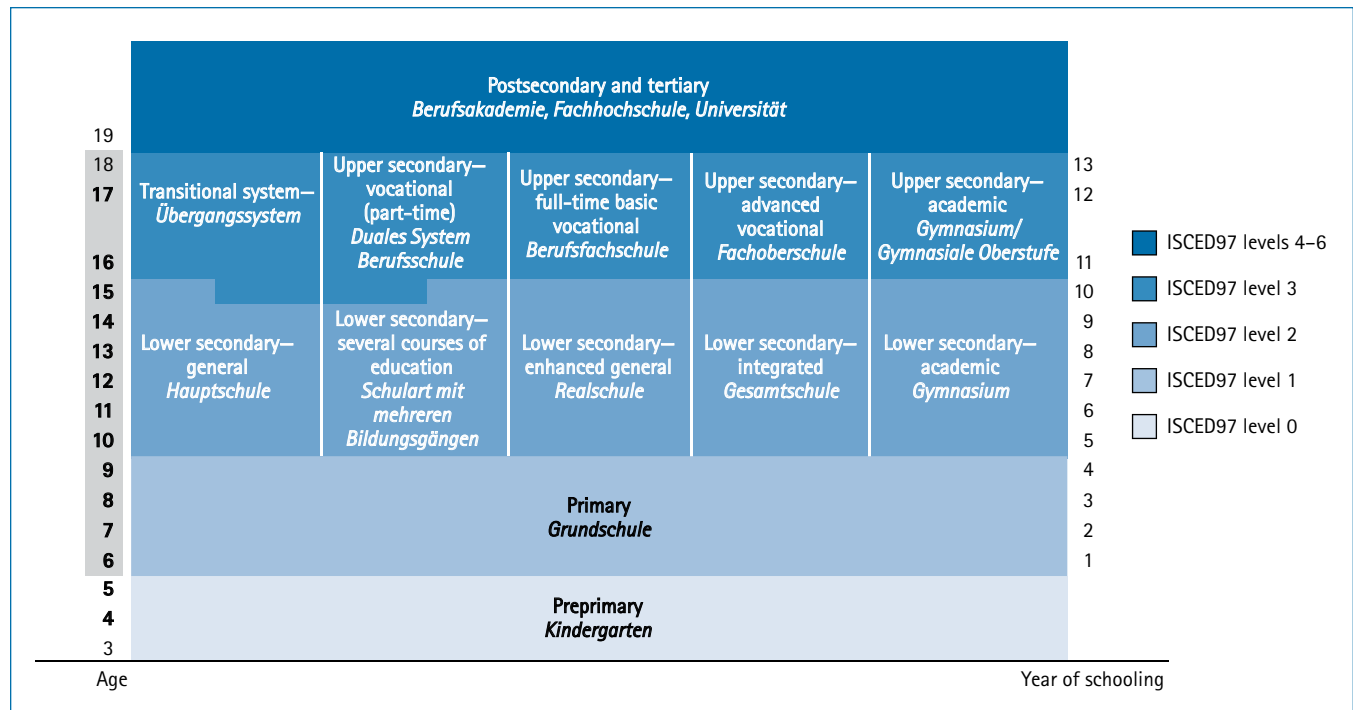 Postsecondary and tertiary
Berufsakademie, Fachhochschule, Universität
19
18
17
16
15
14
13
12
11
10
9
8
7
6
5
4
3
Transitional system—
Übergangssystem
Upper secondary—
vocational
(part-time)
Duales System
Berufsschule
Upper secondary—
full-time basic
vocational
Berufsfachschule
Upper secondary—
advanced
vocational
Fachoberschule
Upper secondary—
academic
Gymnasium/
Gymnasiale Oberstufe
Lower secondary—
general
Hauptschule
Lower secondary—
several courses of
education
Schulart mit
mehreren
Bildungsgängen
Lower secondary—
enhanced general
Realschule
Lower secondary—
integrated
Gesamtschule
Lower secondary—
academic
Gymnasium
Primary
Grundschule
Preprimary
Kindergarten
13
12
11
10
9
8
7
6
5
4
3
2
1
ISCED97 levels 4–6
ISCED97 level 3
ISCED97 level 2
ISCED97 level 1
ISCED97 level 0
Age
Year of schooling